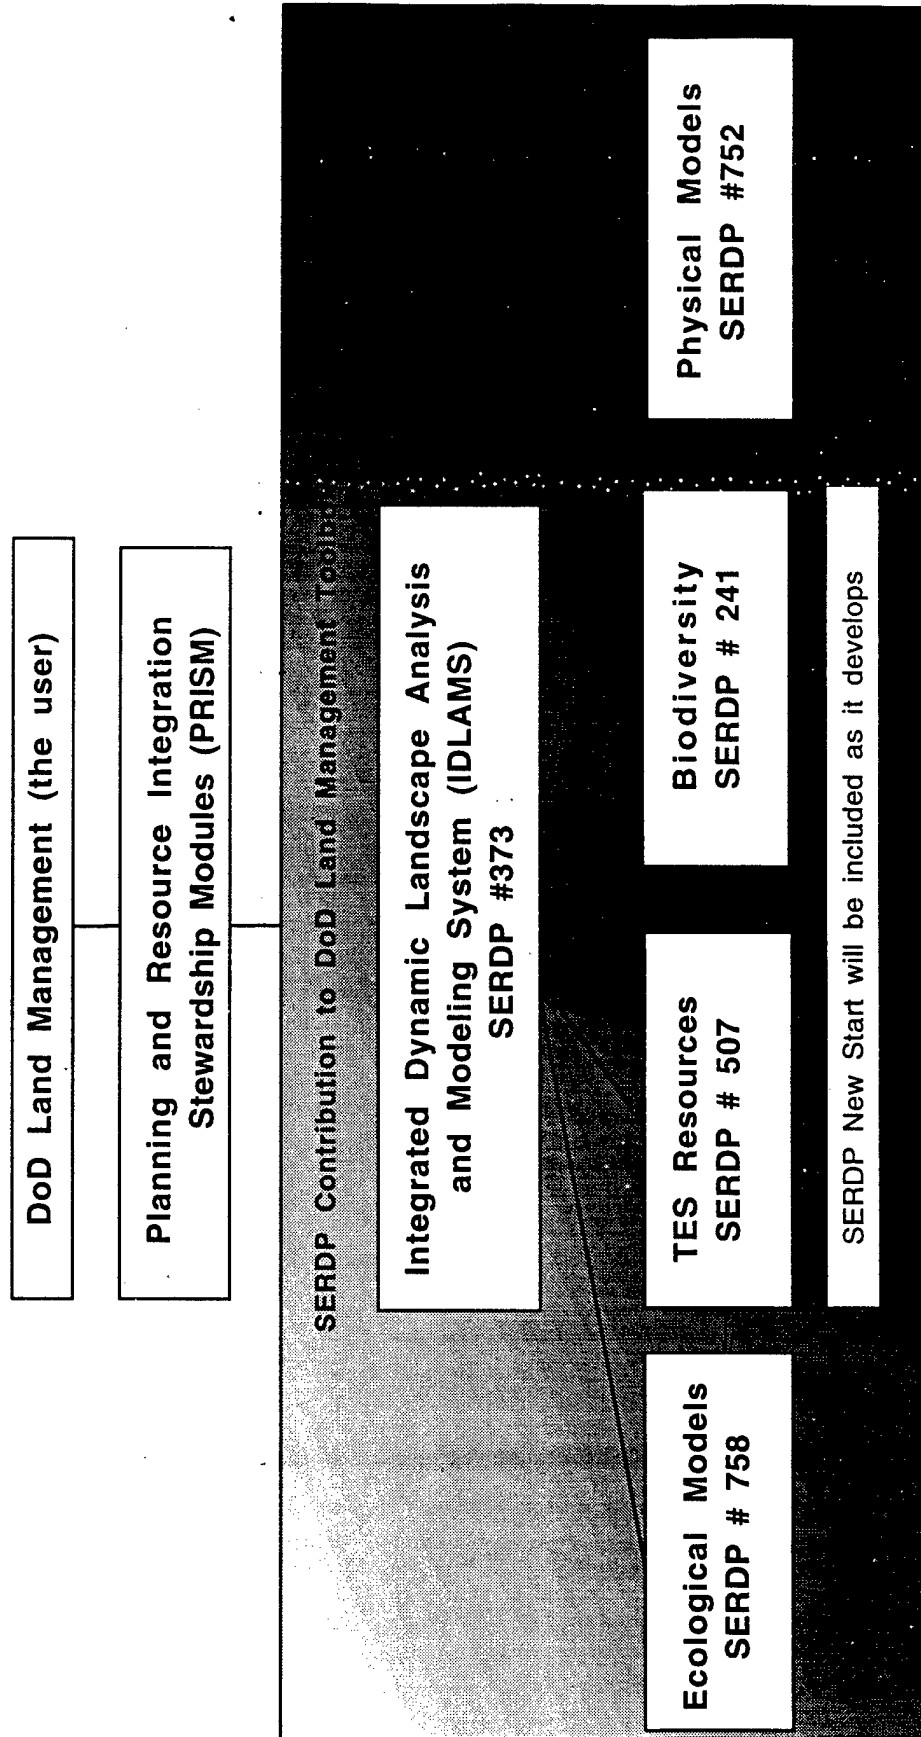 DoD Land Management (the user)
Planning and Resource Integration
Stewardship Modules (PRISM)
SERDP Contribution to DoD Land Management Tools
Integrated Dynamic Landscape Analysis
and Modeling System (IDLAMS)
SERDP #373
Ecological Models
SERDP # 758
TES Resources
SERDP # 507
Biodiversity
SERDP # 241
Physical Models
SERDP #752
SERDP New Start will be included as it develops